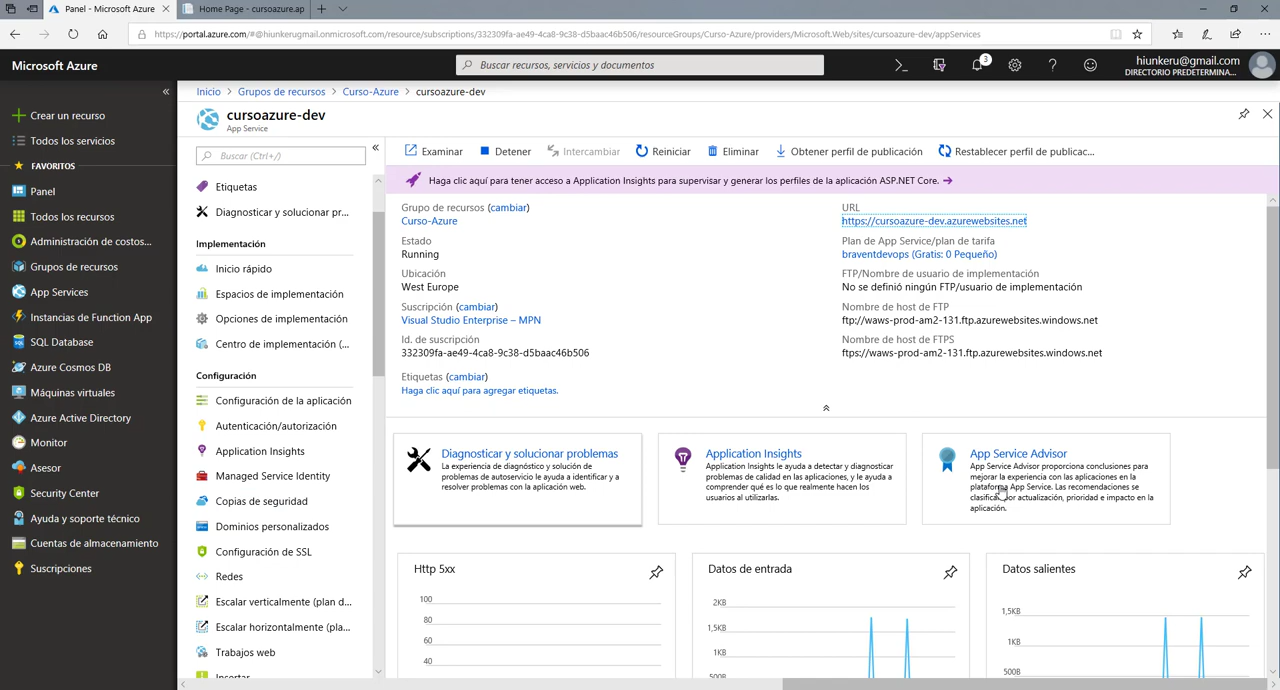 Panel - Microsoft Azure
Home Page - cursoazure.ap
https://portal.azure.com/#@hiunkerugmail.onmicrosoft.com/resource/subscriptions/332309fa-ae49-4ca8-9c38-d5baac46b506/resourceGroups/Curso-Azure/providers/Microsoft.Web/sites/cursoazure-dev/appServices
Microsoft Azure
Buscar recursos, servicios y documentos
3
hiunkeru@gmail.com
DIRECTORIO PREDETERMINA...
Crear un recurso
Todos los servicios
FAVORITOS
Panel
Todos los recursos
Administración de costos...
Grupos de recursos
App Services
Instancias de Function App
SQL Database
Azure Cosmos DB
Máquinas virtuales
Azure Active Directory
Monitor
Asesor
Security Center
Ayuda y soporte técnico
Cuentas de almacenamiento
Suscripciones
Inicio > Grupos de recursos > Curso-Azure > cursoazure-dev
cursoazure-dev
App Service
Buscar (Ctrl+/)
Etiquetas
Diagnosticar y solucionar pr...
Implementación
Inicio rápido
Espacios de implementación
Opciones de implementación
Centro de implementación (...
Configuración
Configuración de la aplicación
Autenticación/autorización
Application Insights
Managed Service Identity
Copias de seguridad
Dominios personalizados
Configuración de SSL
Redes
Escalar verticalmente (plan d...
Escalar horizontalmente (pla...
Trabajos web
Insertar
Examinar
Detener
Intercambiar
Reiniciar
Eliminar
Obtener perfil de publicación
Restablecer perfil de publicac...
Haga clic aquí para tener acceso a Application Insights para supervisar y generar los perfiles de la aplicación ASP.NET Core.
Grupo de recursos (cambiar)
Curso-Azure
Estado
Running
Ubicación
West Europe
Suscripción (cambiar)
Visual Studio Enterprise – MPN
Id. de suscripción
332309fa-ae49-4ca8-9c38-d5baac46b506
Etiquetas (cambiar)
Haga clic aquí para agregar etiquetas.
URL
https://cursoazure-dev.azurewebsites.net
Plan de App Service/plan de tarifa
braventdevops (Gratis: 0 Pequeño)
FTP/Nombre de usuario de implementación
No se definió ningún FTP/usuario de implementación
Nombre de host de FTP
ftp://waws-prod-am2-131.ftp.azurewebsites.windows.net
Nombre de host de FTPS
ftps://waws-prod-am2-131.ftp.azurewebsites.windows.net
Diagnosticar y solucionar problemas
La experiencia de diagnóstico y solución de
problemas de autoservicio le ayuda a identificar y a
resolver problemas con la aplicación web.
Application Insights
Application Insights le ayuda a detectar y diagnosticar
problemas de calidad en las aplicaciones, y le ayuda a
comprender qué es lo que realmente hacen los
usuarios al utilizarlas.
App Service Advisor
App Service Advisor proporciona conclusiones para
mejorar la experiencia con las aplicaciones en la
plataforma App Service. Las recomendaciones se
clasifican por actualización, prioridad e impacto en la
aplicación.
Http 5xx
100
80
60
40
Datos de entrada
2KB
1,5KB
1KB
500B
Datos salientes
1,5KB
1KB
500B